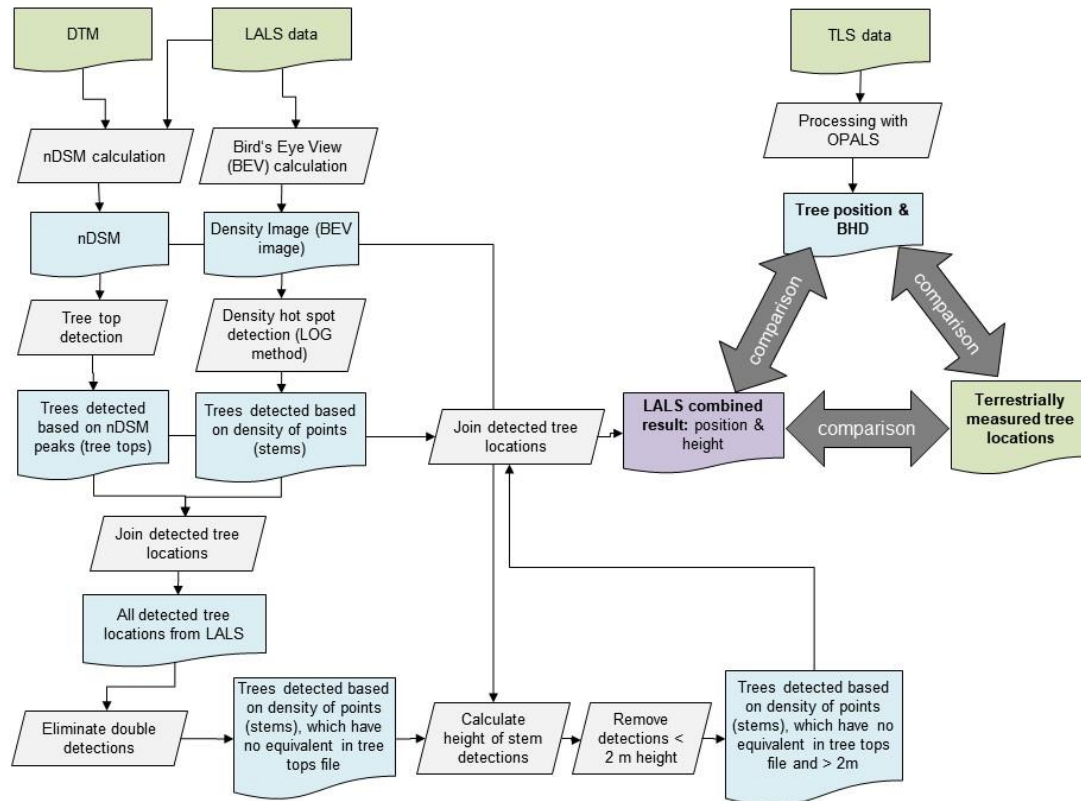 DTM
LALS data
TLS data
nDSM calculation
Bird's Eye View
(BEV) calculation
Processing with
OPALS
nDSM
Density Image (BEV
image)
Tree position &
BHD
Tree top
detection
Density hot spot
detection (LOG
method)
comparison
comparison
Trees detected
based on nDSM
peaks (tree tops)
Trees detected based
on density of points
(stems)
Join detected tree
locations
LALS combined
result: position &
height
comparison
Terrestrially
measured tree
locations
Join detected tree
locations
All detected tree
locations from LALS
Eliminate double
detections
Trees detected based
on density of points
(stems), which have
no equivalent in tree
tops file
Calculate
height of stem
detections
Remove
detections <
2 m height
Trees detected based
on density of points
(stems), which have no
equivalent in tree tops
file and > 2m